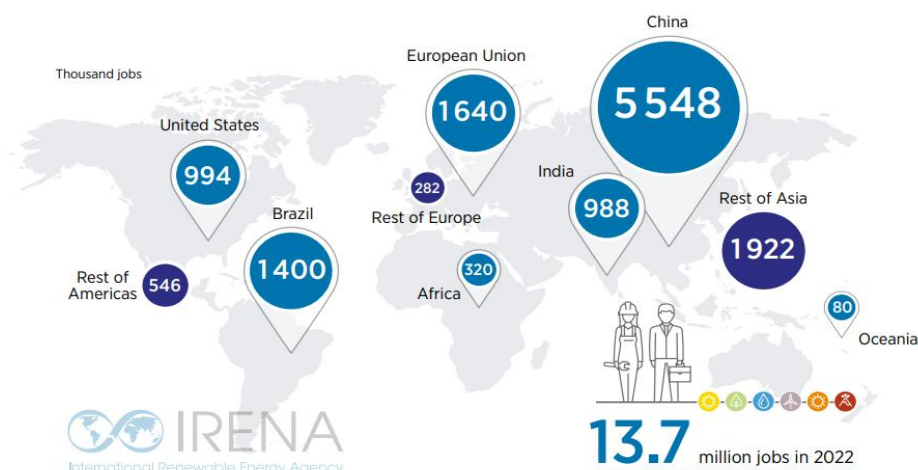 China
European Union
Thousand jobs
5 548
1640
United States
994
India
282
988
Rest of Europe
Rest of Asia
Brazil
1922
1400
Rest of
Americas
546
320
Africa
80
Oceania
IRENA
International Renewable Energy Agency
13.7 million jobs in 2022